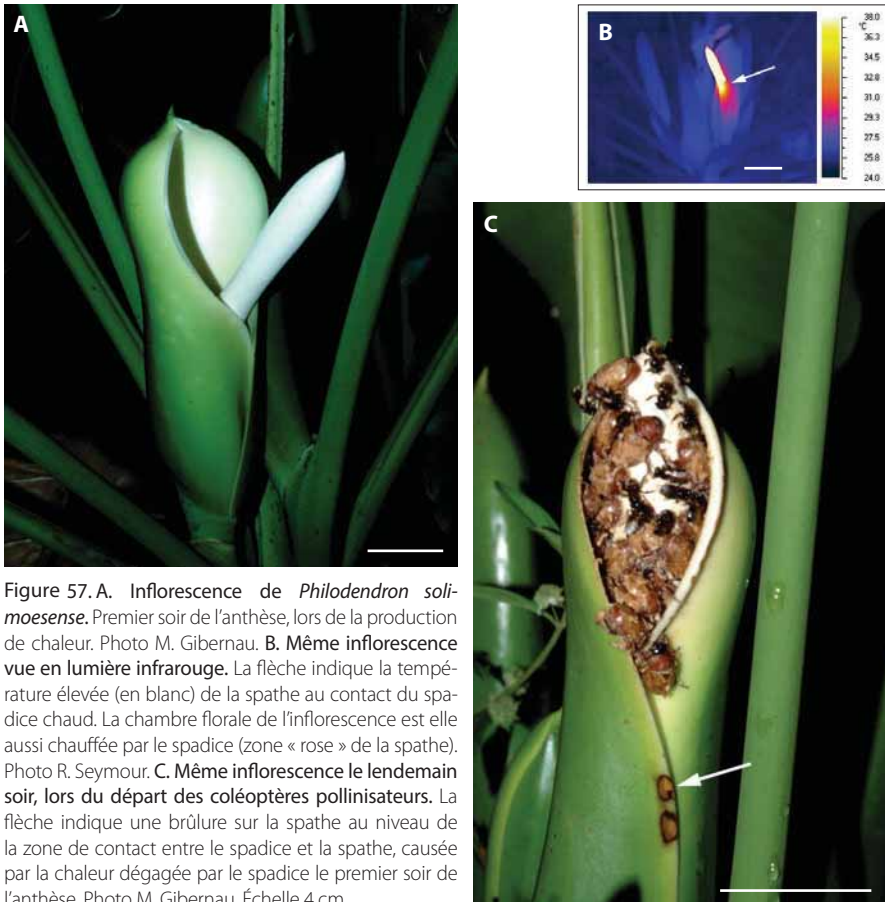 A
B
°C
38.0
36.3
34.5
32.8
31.0
29.3
27.5
25.8
24.0
C
Figure 57. A. Inflorescence de Philodendron soli-
moesense. Premier soir de l'anthèse, lors de la production
de chaleur. Photo M. Gibernau. B. Même inflorescence
vue en lumière infrarouge. La flèche indique la tempé-
rature élevée (en blanc) de la spathe au contact du spa-
dice chaud. La chambre florale de l'inflorescence est elle
aussi chauffée par le spadice (zone « rose » de la spathe).
Photo R. Seymour. C. Même inflorescence le lendemain
soir, lors du départ des coléoptères pollinisateurs. La
flèche indique une brûlure sur la spathe au niveau de
la zone de contact entre le spadice et la spathe, causée
par la chaleur dégagée par le spadice le premier soir de
l'anthèse. Photo M. Gibernau. Échelle 4 cm